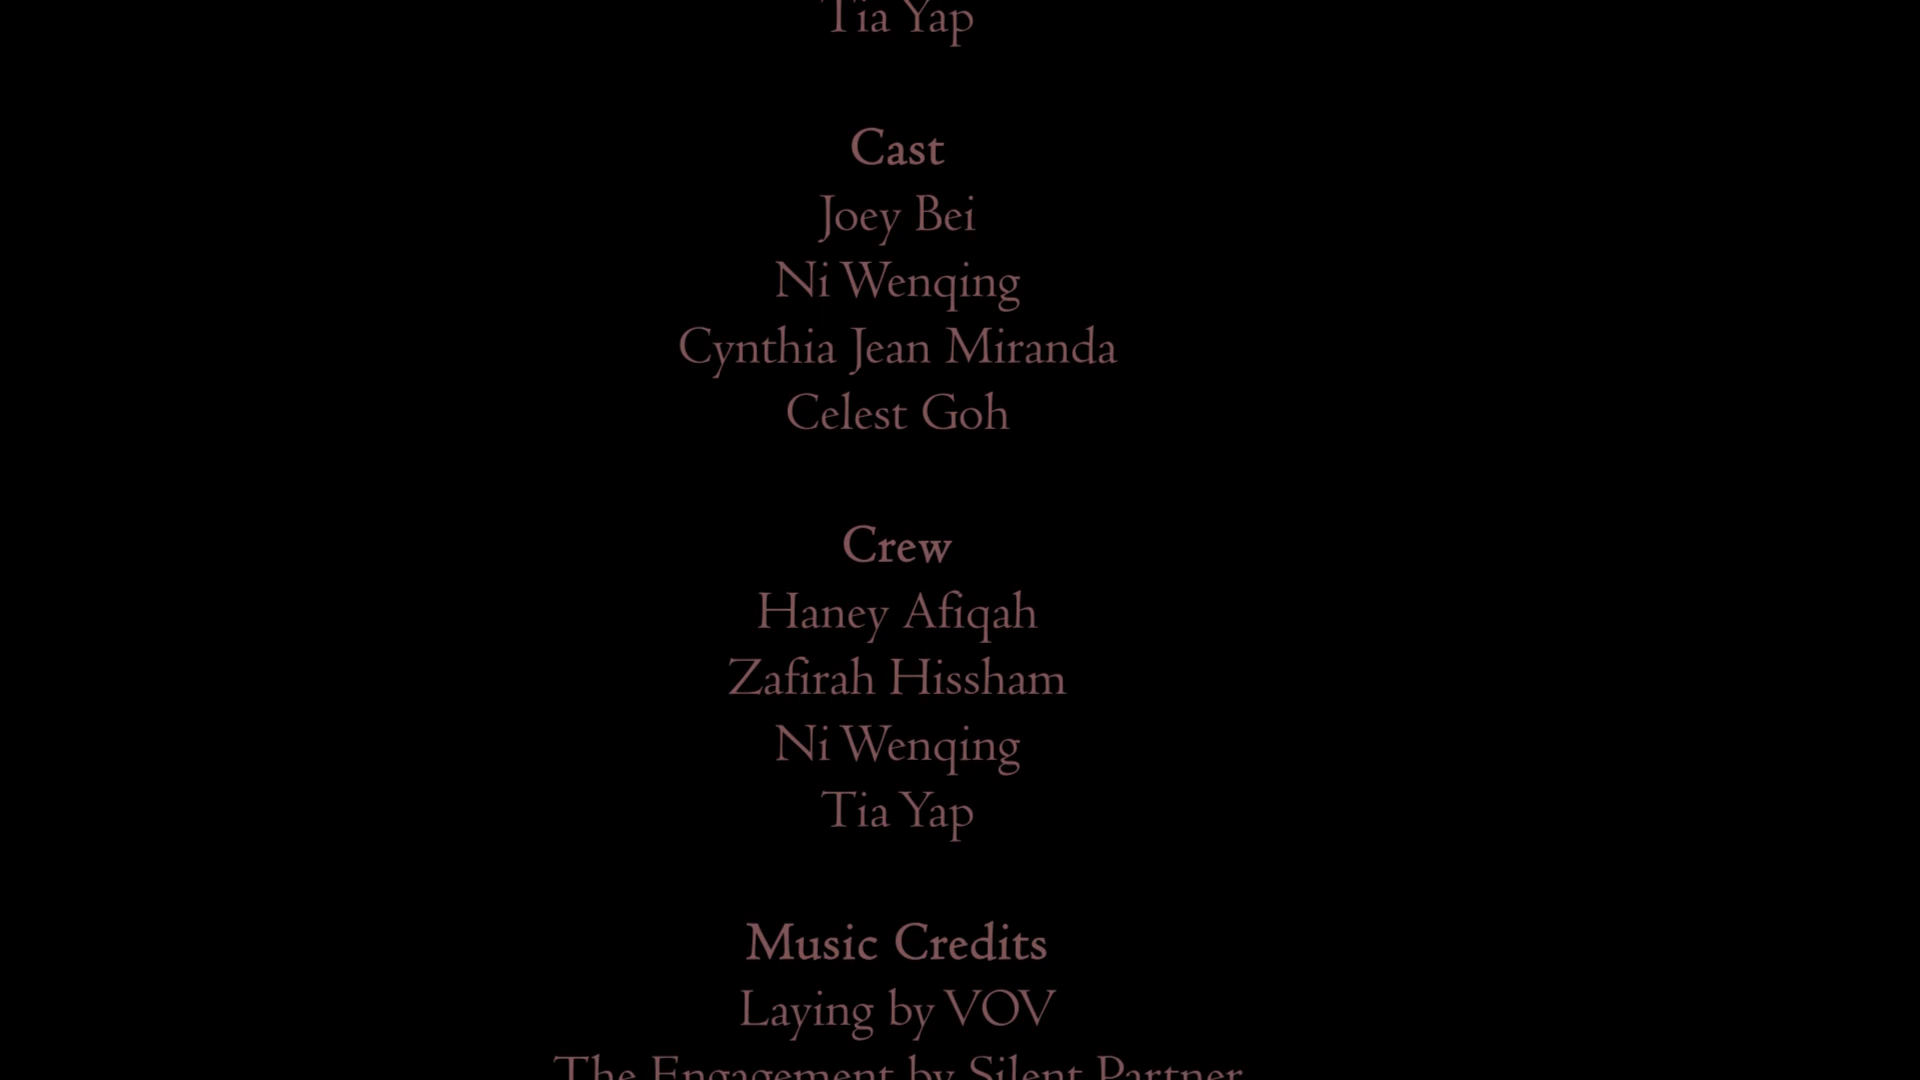 Tia Yap
Cast
Joey Bei
Ni Wenqing
Cynthia Jean Miranda
Celest Goh
Crew
Haney Afiqah
Zafirah Hissham
Ni Wenqing
Tia Yap
Music Credits
Laying by VOV
The Engagement by Silent Partner